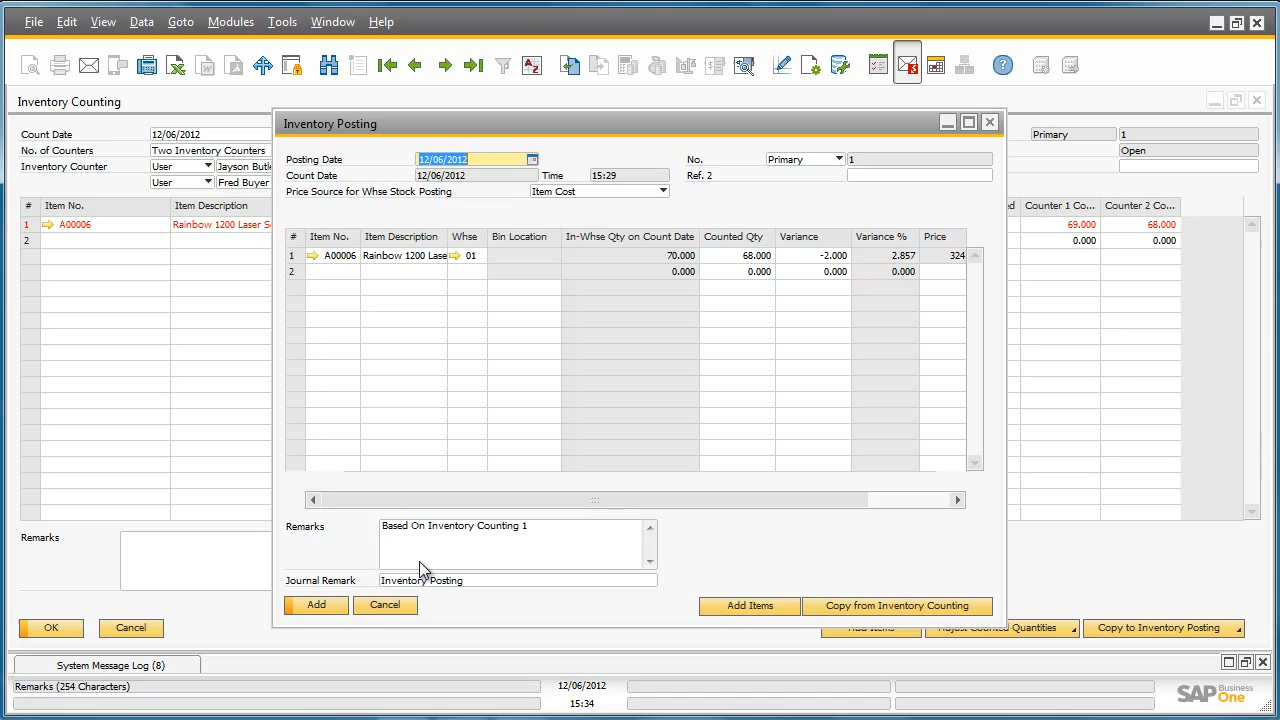 File Edit View Data Goto Modules Tools Window Help
Inventory Counting
Count Date 12/06/2012
No. of Counters Two Inventory Counters
Inventory Counter User Jayson Butl
User Fred Buyer
Primary 1
Open
# Item No. Item Description Counter 1 Co... Counter 2 Co...
1 A00006 Rainbow 1200 Laser S 69.000 68.000
2 0.000 0.000
Inventory Posting
Posting Date 12/06/2012 No. Primary 1
Count Date 12/06/2012 Time 15:29 Ref. 2
Price Source for Whse Stock Posting Item Cost
# Item No. Item Description Whse Bin Location In-Whse Qty on Count Date Counted Qty Variance Variance % Price
1 A00006 Rainbow 1200 Lase 01 70.000 68.000 -2.000 2.857 324
2 0.000 0.000 0.000 0.000
Remarks Based On Inventory Counting 1
Journal Remark Inventory Posting
Add Cancel Add Items Copy from Inventory Counting
Remarks
OK Cancel Add Items Adjust Counted Quantities Copy to Inventory Posting
System Message Log (8)
Remarks (254 Characters) 12/06/2012
15:34
SAP Business One